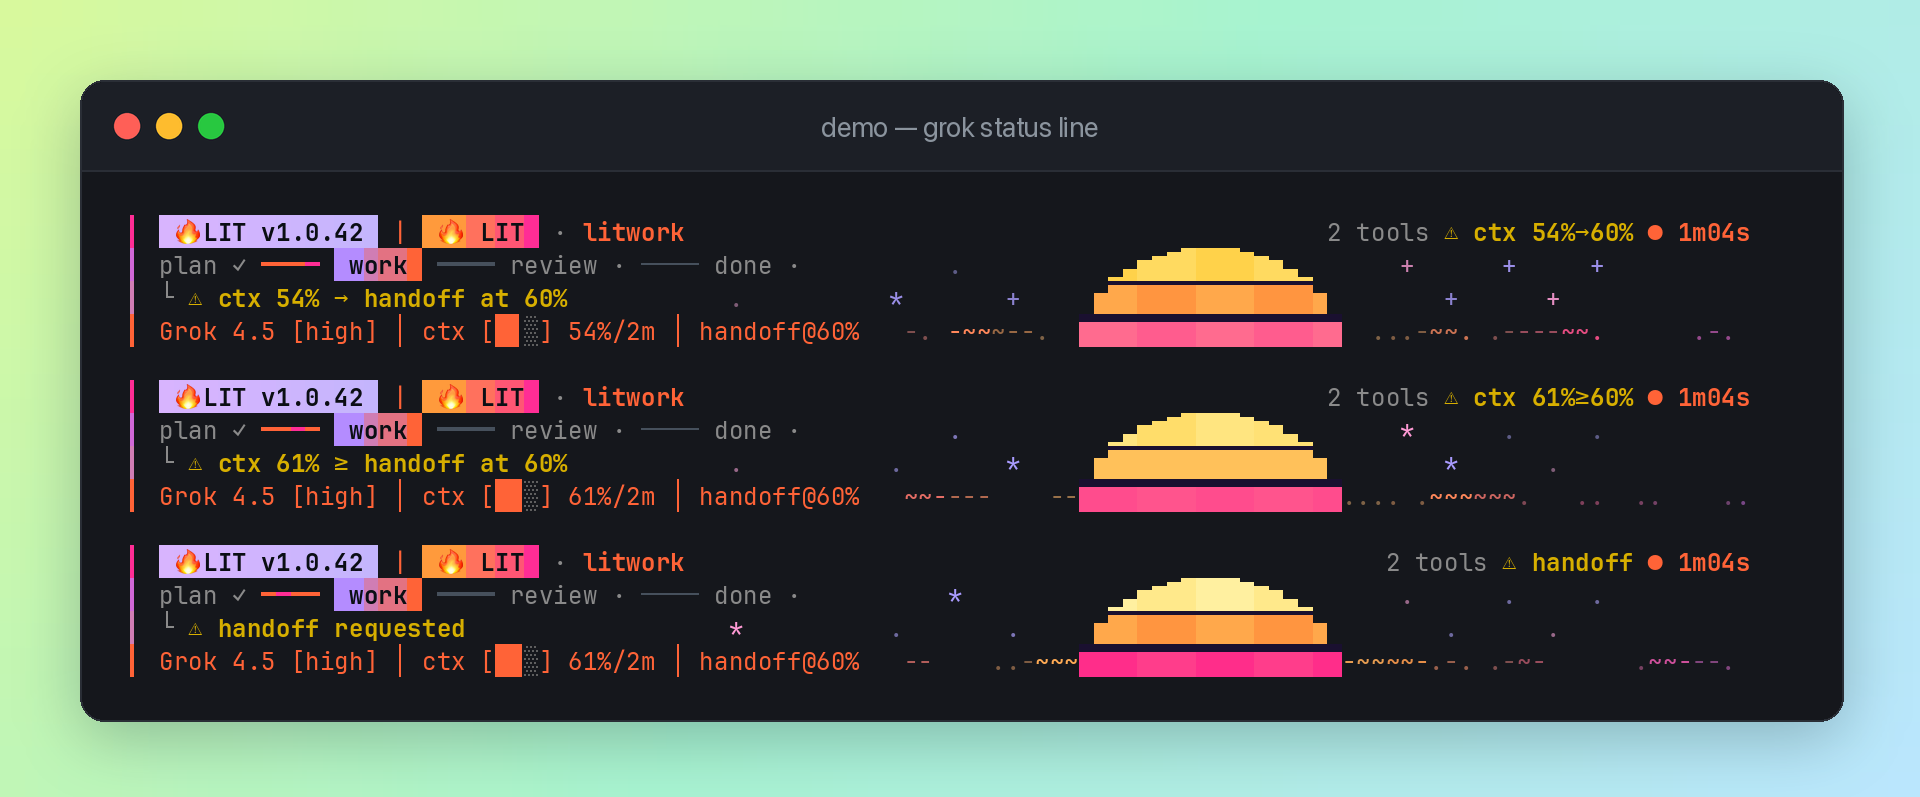 demo — grok status line
🔥LIT v1.0.42 | 🔥 LIT · litwork 2 tools ⚠ ctx 54%→60% ● 1m04s
plan ✓ ─── work ─── review · ─── done ·
└ ⚠ ctx 54% → handoff at 60%
Grok 4.5 [high] │ ctx [█░] 54%/2m │ handoff@60%
🔥LIT v1.0.42 | 🔥 LIT · litwork 2 tools ⚠ ctx 61%≥60% ● 1m04s
plan ✓ ─── work ─── review · ─── done ·
└ ⚠ ctx 61% ≥ handoff at 60%
Grok 4.5 [high] │ ctx [█░] 61%/2m │ handoff@60%
🔥LIT v1.0.42 | 🔥 LIT · litwork 2 tools ⚠ handoff ● 1m04s
plan ✓ ─── work ─── review · ─── done ·
└ ⚠ handoff requested
Grok 4.5 [high] │ ctx [█░] 61%/2m │ handoff@60%